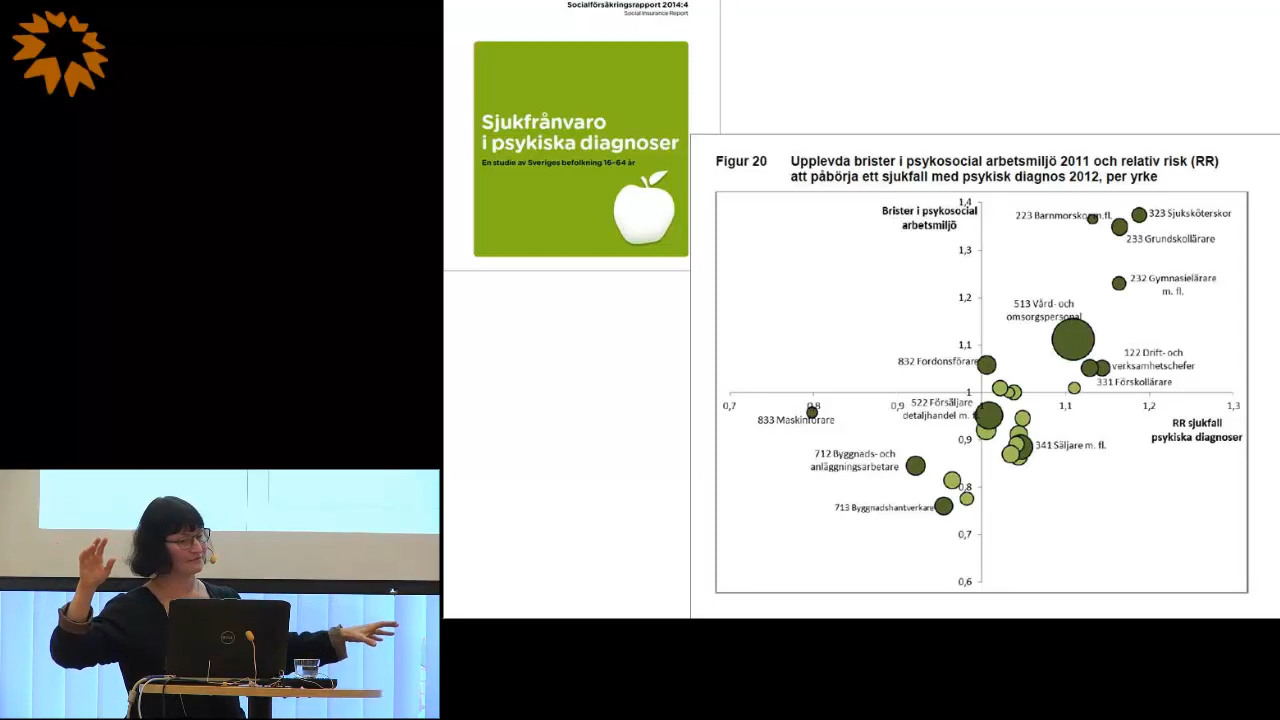 Socialförsäkringsrapport 2014:4
Social Insurance Report
Sjukfrånvaro
i psykiska diagnoser
En studie av Sveriges befolkning 16–64 år
Figur 20 Upplevda brister i psykosocial arbetsmiljö 2011 och relativ risk (RR)
att påbörja ett sjukfall med psykisk diagnos 2012, per yrke
Brister i psykosocial
arbetsmiljö
1,4
1,3
1,2
1,1
1
0,9
0,8
0,7
0,6
223 Barnmorskor m.fl.
323 Sjuksköterskor
233 Grundskollärare
232 Gymnasielärare
m. fl.
513 Vård- och
omsorgspersonal
832 Fordonsförare
122 Drift- och
verksamhetschefer
331 Förskollärare
0,7
0,8
0,9
1
1,1
1,2
1,3
522 Försäljare
detaljhandel m. f
833 Maskinförare
RR sjukfall
psykiska diagnoser
341 Säljare m. fl.
712 Byggnads- och
anläggningsarbetare
713 Byggnadshantverkare
DELL